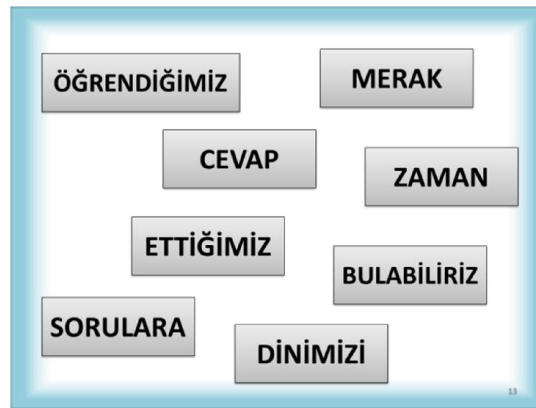 ÖĞRENDİĞİMİZ
MERAK
CEVAP
ZAMAN
ETTİĞİMİZ
BULABİLİRİZ
SORULARA
DİNİMİZİ
13